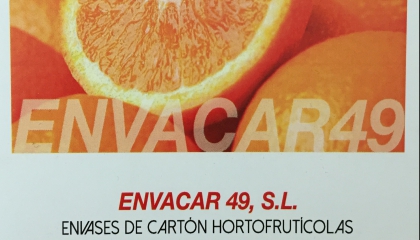 ENVACAR49
ENVACAR 49, S.L.
ENVASES DE CARTÓN HORTOFRUTÍCOLAS